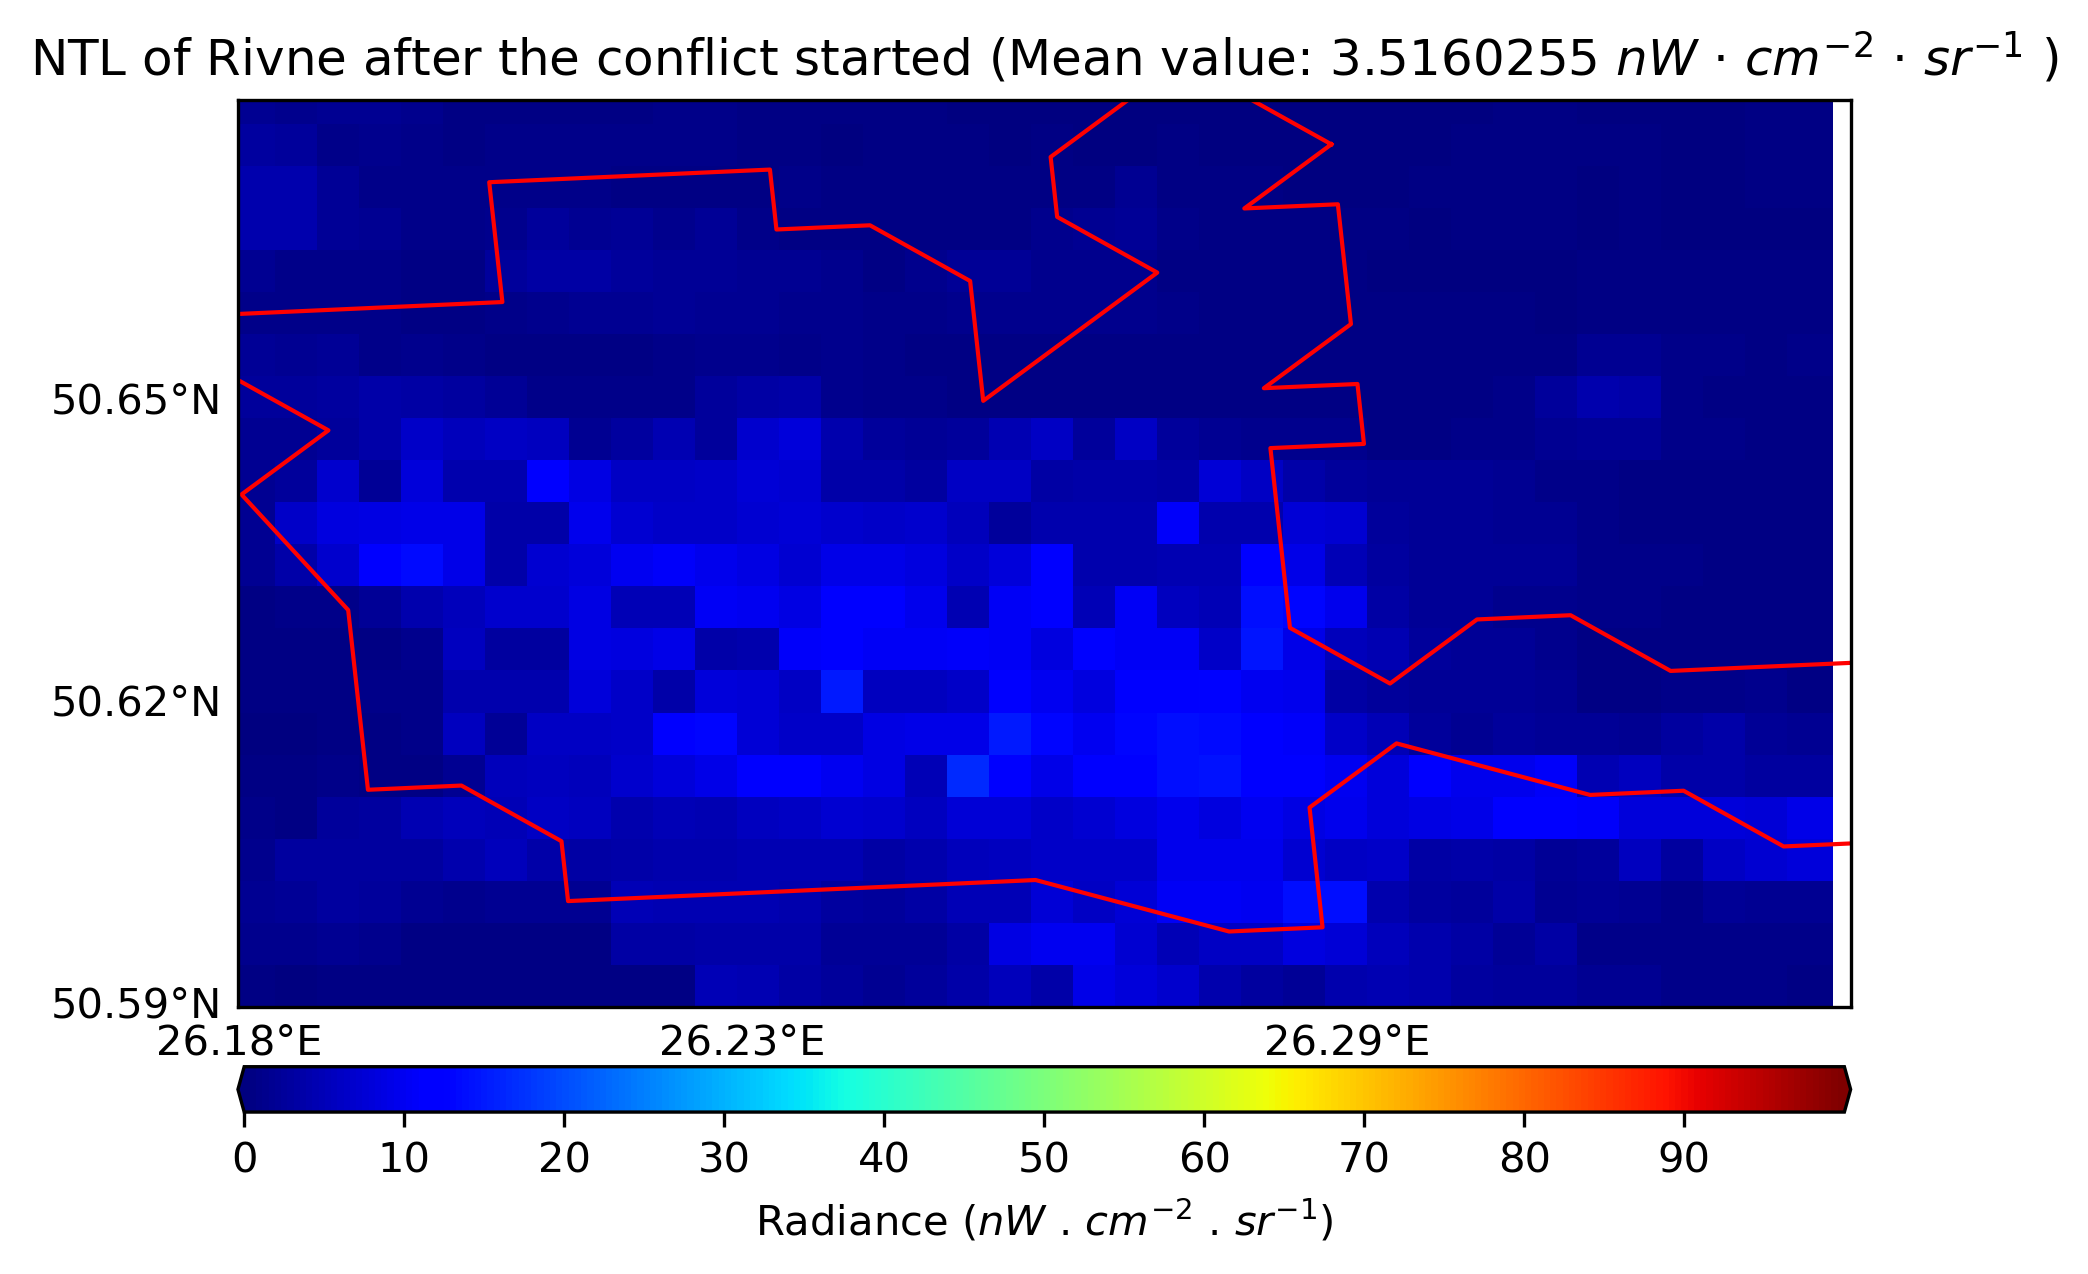 NTL of Rivne after the conflict started (Mean value: 3.5160255 nW · cm⁻² · sr⁻¹ )
50.65°N
50.62°N
50.59°N
26.18°E 26.23°E 26.29°E
0 10 20 30 40 50 60 70 80 90
Radiance (nW . cm⁻² . sr⁻¹)